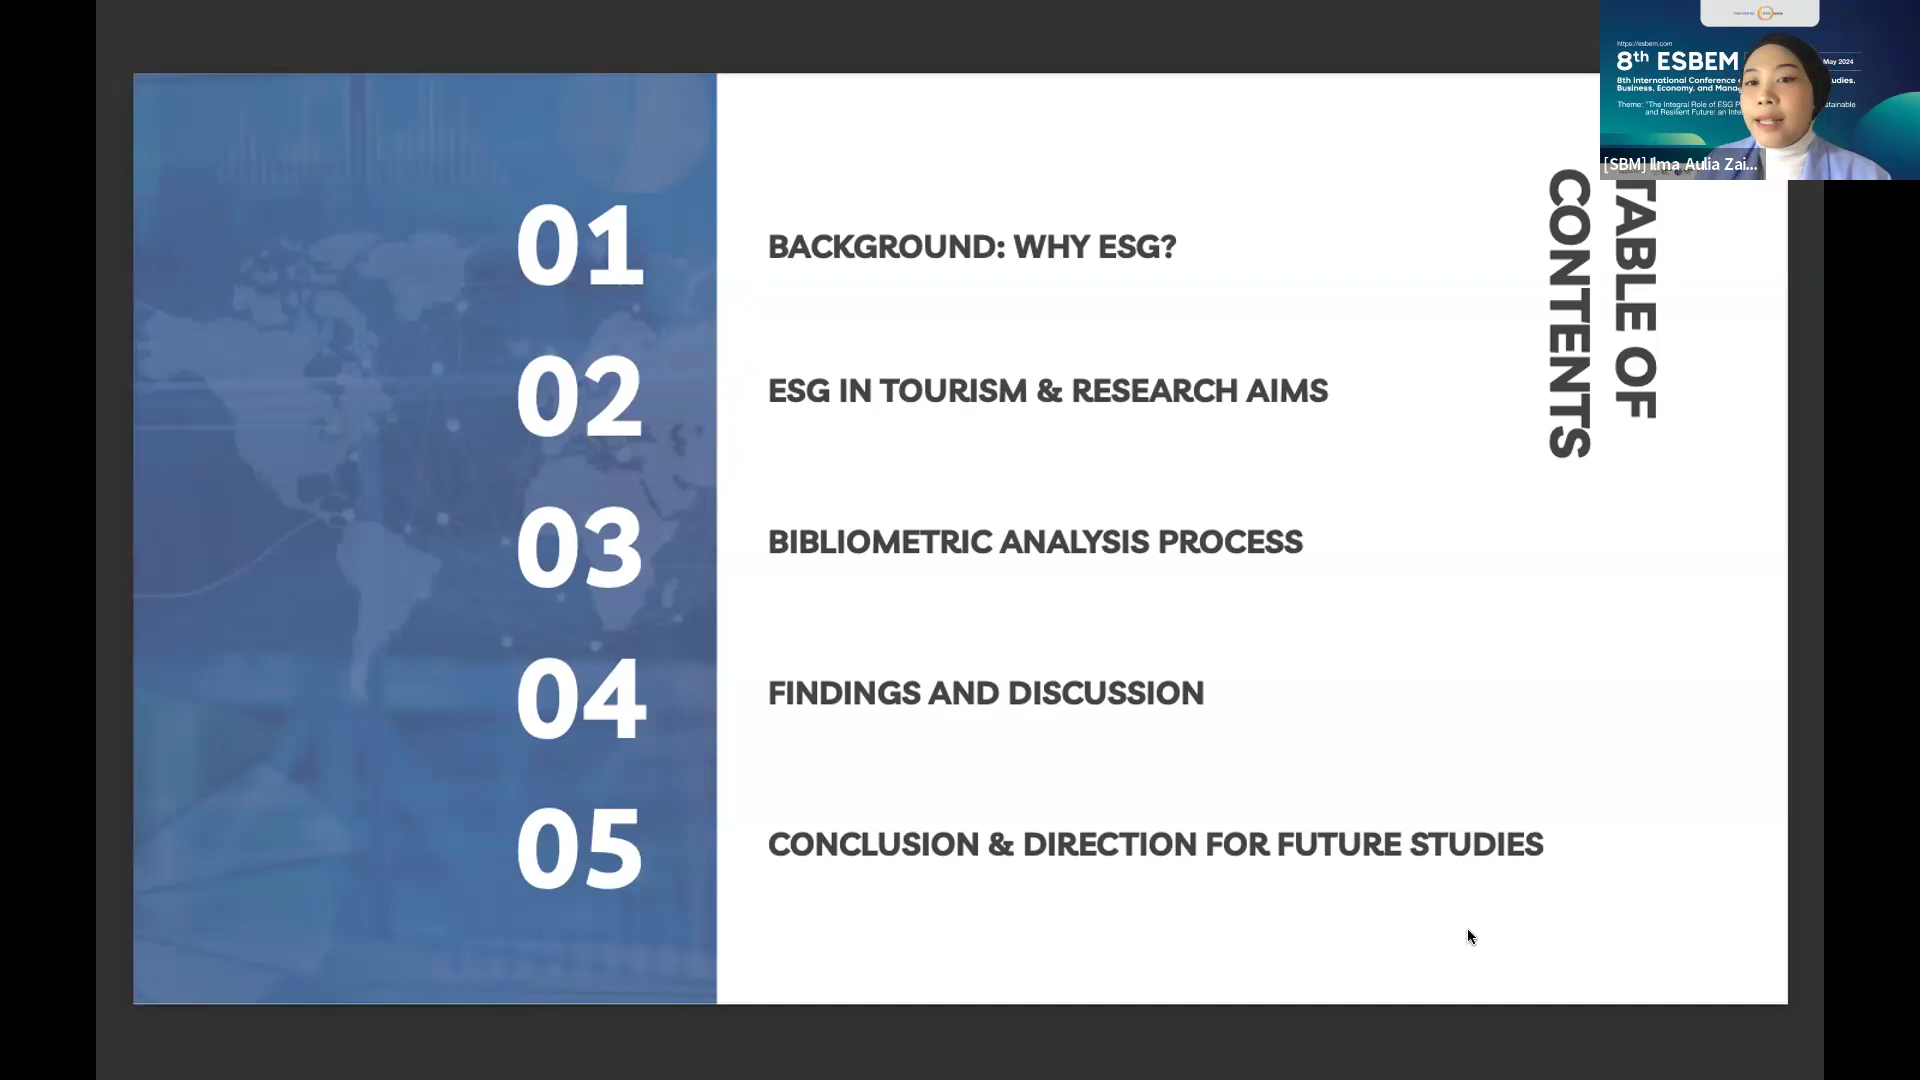 01
BACKGROUND: WHY ESG?
02
ESG IN TOURISM & RESEARCH AIMS
03
BIBLIOMETRIC ANALYSIS PROCESS
04
FINDINGS AND DISCUSSION
05
CONCLUSION & DIRECTION FOR FUTURE STUDIES
TABLE OF
CONTENTS
https://esbem.com
8th ESBEM
May 2024
8th International Conference
Business, Economy, and
Theme: "The Integral Role of ESG
and Resilient Future: an
[SBM] Ilma Aulia Zai...